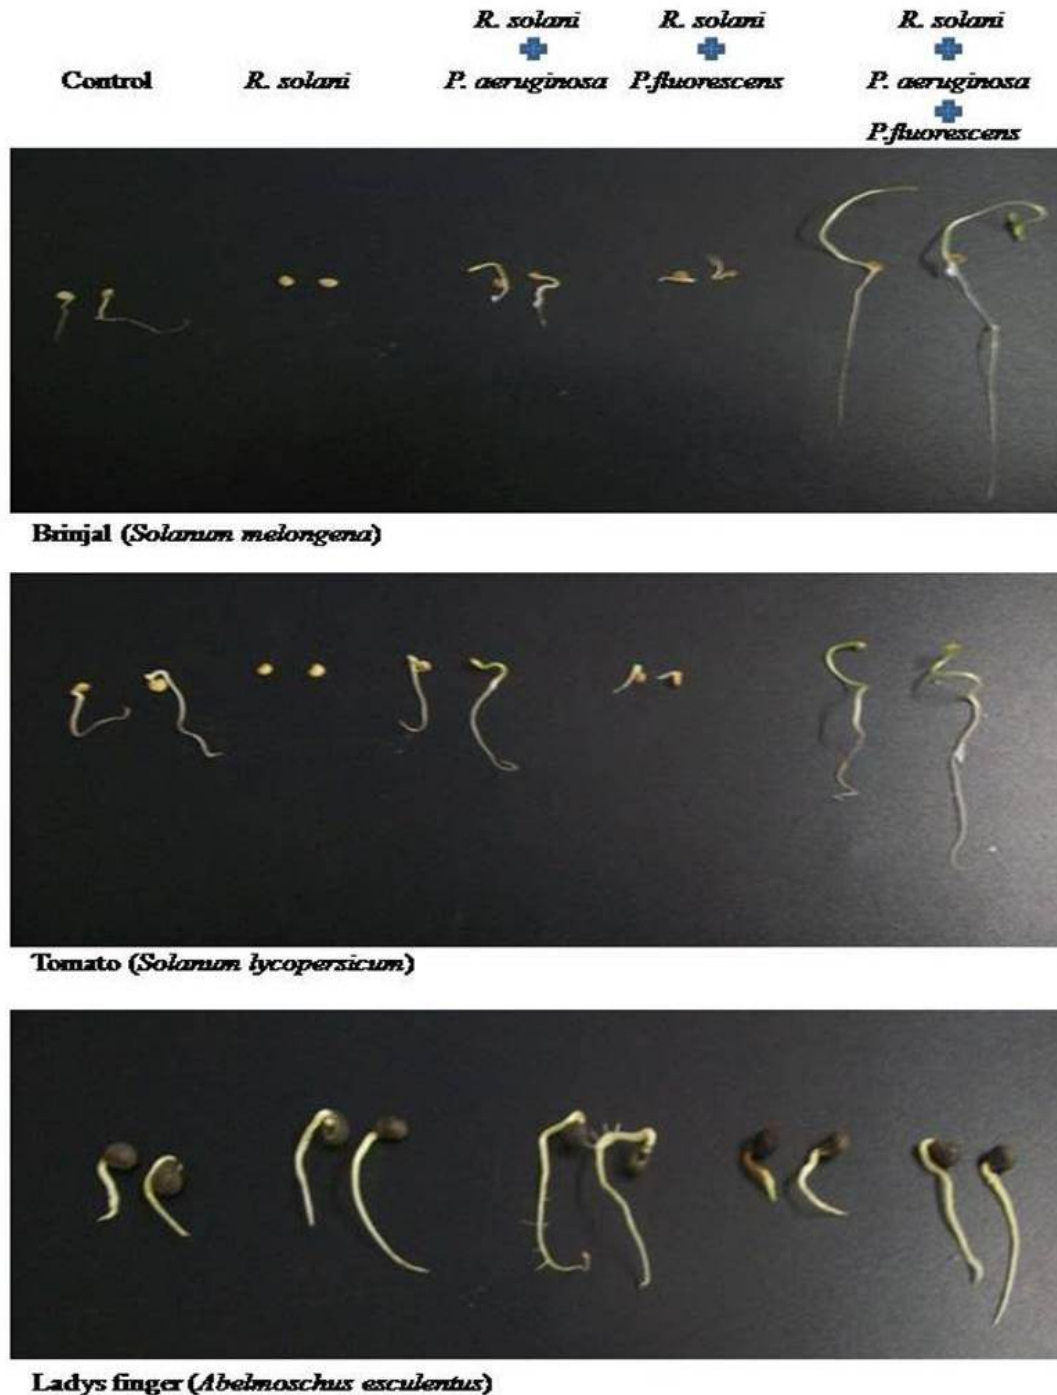 Control
R. solani
R. solani
P. aeruginosa
R. solani
P.fluorescens
R. solani
P. aeruginosa
P.fluorescens
Brinjal (Solanum melongena)
Tomato (Solanum lycopersicum)
Ladys finger (Abelmoschus esculentus)